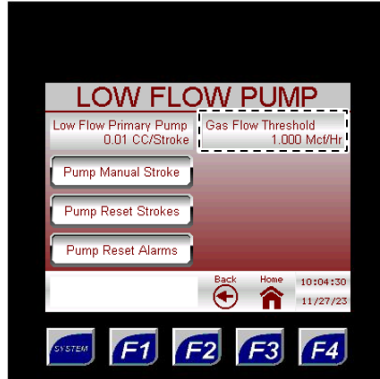 LOW FLOW PUMP
Low Flow Primary Pump
0.01 CC/Stroke
Gas Flow Threshold
1.000 Mcf/Hr
Pump Manual Stroke
Pump Reset Strokes
Pump Reset Alarms
Back
Home
10:04:30
11/27/23
SYSTEM
F1
F2
F3
F4